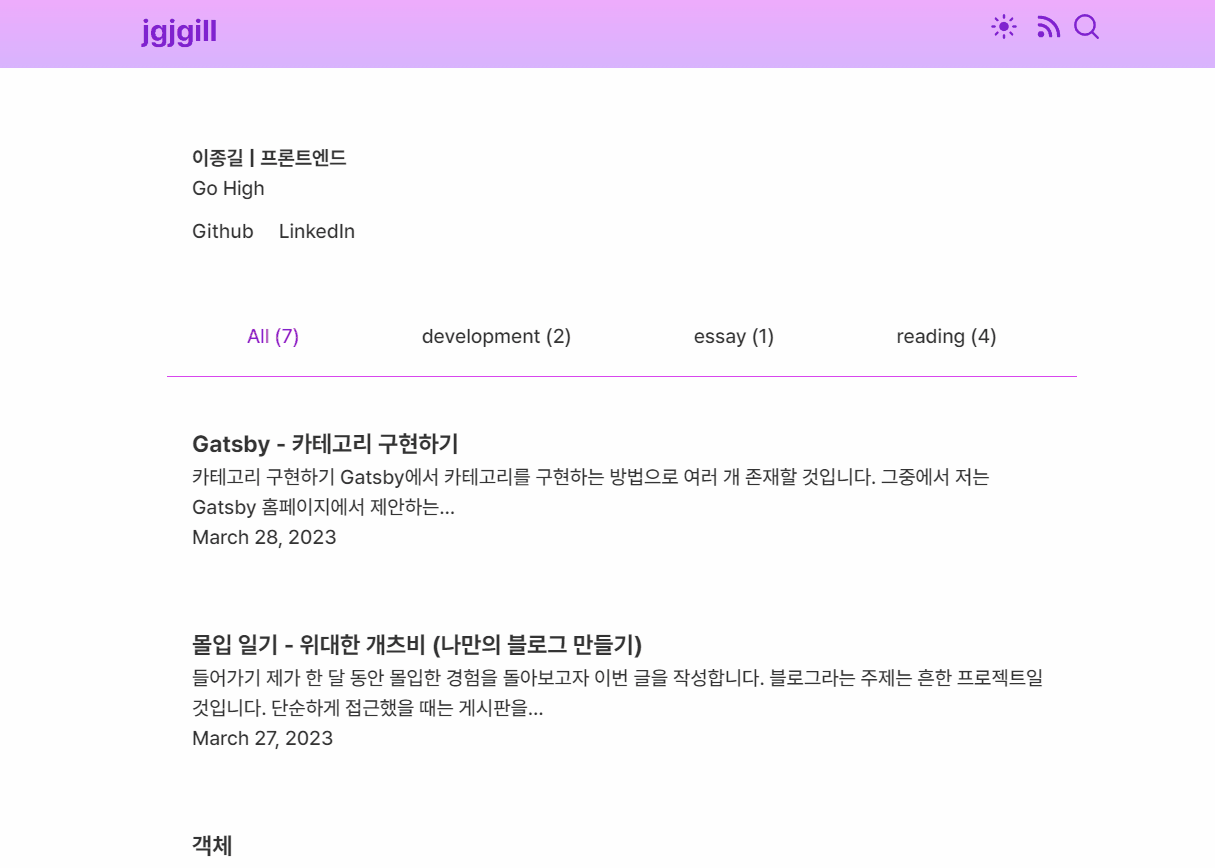 jgjgill
이종길 | 프론트엔드
Go High
Github LinkedIn
All (7) development (2) essay (1) reading (4)
Gatsby - 카테고리 구현하기
카테고리 구현하기 Gatsby에서 카테고리를 구현하는 방법으로 여러 개 존재할 것입니다. 그중에서 저는
Gatsby 홈페이지에서 제안하는...
March 28, 2023
몰입 일기 - 위대한 개츠비 (나만의 블로그 만들기)
들어가기 제가 한 달 동안 몰입한 경험을 돌아보고자 이번 글을 작성합니다. 블로그라는 주제는 흔한 프로젝트일
것입니다. 단순하게 접근했을 때는 게시판을...
March 27, 2023
객체